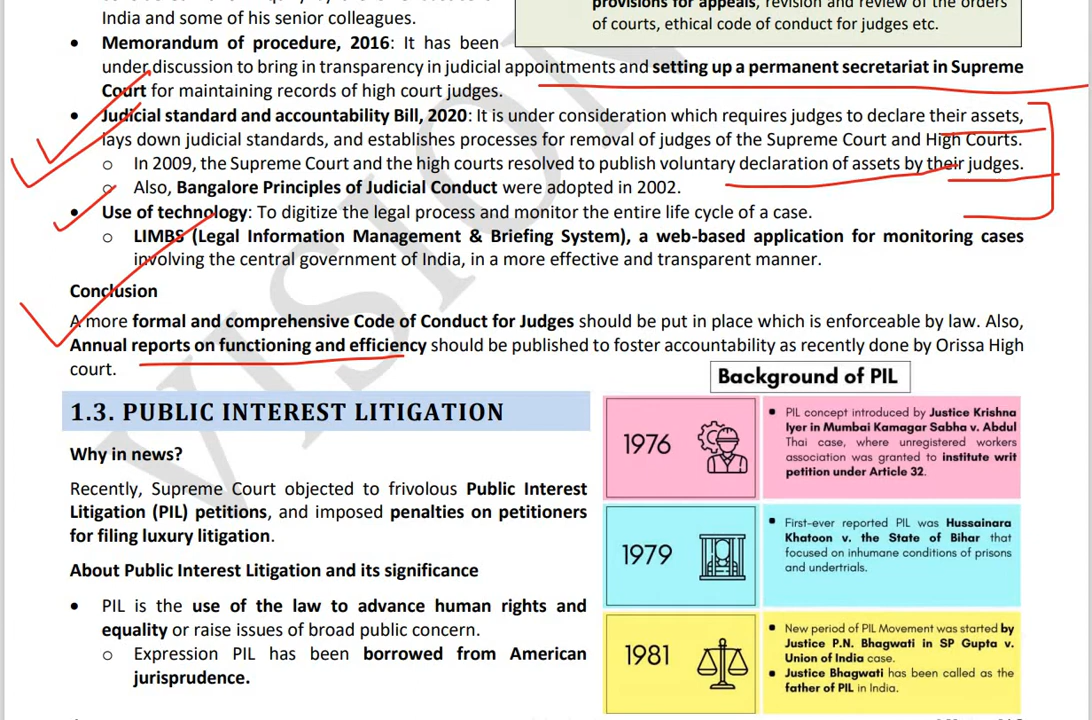 India and some of his senior colleagues.
provisions for appeals, revision and review of the orders
of courts, ethical code of conduct for judges etc.
• Memorandum of procedure, 2016: It has been
under discussion to bring in transparency in judicial appointments and setting up a permanent secretariat in Supreme
Court for maintaining records of high court judges.
• Judicial standard and accountability Bill, 2020: It is under consideration which requires judges to declare their assets,
lays down judicial standards, and establishes processes for removal of judges of the Supreme Court and High Courts.
o In 2009, the Supreme Court and the high courts resolved to publish voluntary declaration of assets by their judges.
o Also, Bangalore Principles of Judicial Conduct were adopted in 2002.
• Use of technology: To digitize the legal process and monitor the entire life cycle of a case.
o LIMBS (Legal Information Management & Briefing System), a web-based application for monitoring cases
involving the central government of India, in a more effective and transparent manner.
Conclusion
A more formal and comprehensive Code of Conduct for Judges should be put in place which is enforceable by law. Also,
Annual reports on functioning and efficiency should be published to foster accountability as recently done by Orissa High
court.
1.3. PUBLIC INTEREST LITIGATION
Why in news?
Recently, Supreme Court objected to frivolous Public Interest
Litigation (PIL) petitions, and imposed penalties on petitioners
for filing luxury litigation.
About Public Interest Litigation and its significance
• PIL is the use of the law to advance human rights and
equality or raise issues of broad public concern.
o Expression PIL has been borrowed from American
jurisprudence.
Background of PIL
1976
• PIL concept introduced by Justice Krishna
Iyer in Mumbai Kamagar Sabha v. Abdul
Thai case, where unregistered workers
association was granted to institute writ
petition under Article 32.
1979
• First-ever reported PIL was Hussainara
Khatoon v. the State of Bihar that
focused on inhumane conditions of prisons
and undertrials.
1981
• New period of PIL Movement was started by
Justice P.N. Bhagwati in SP Gupta v.
Union of India case.
• Justice Bhagwati has been called as the
father of PIL in India.
VISION